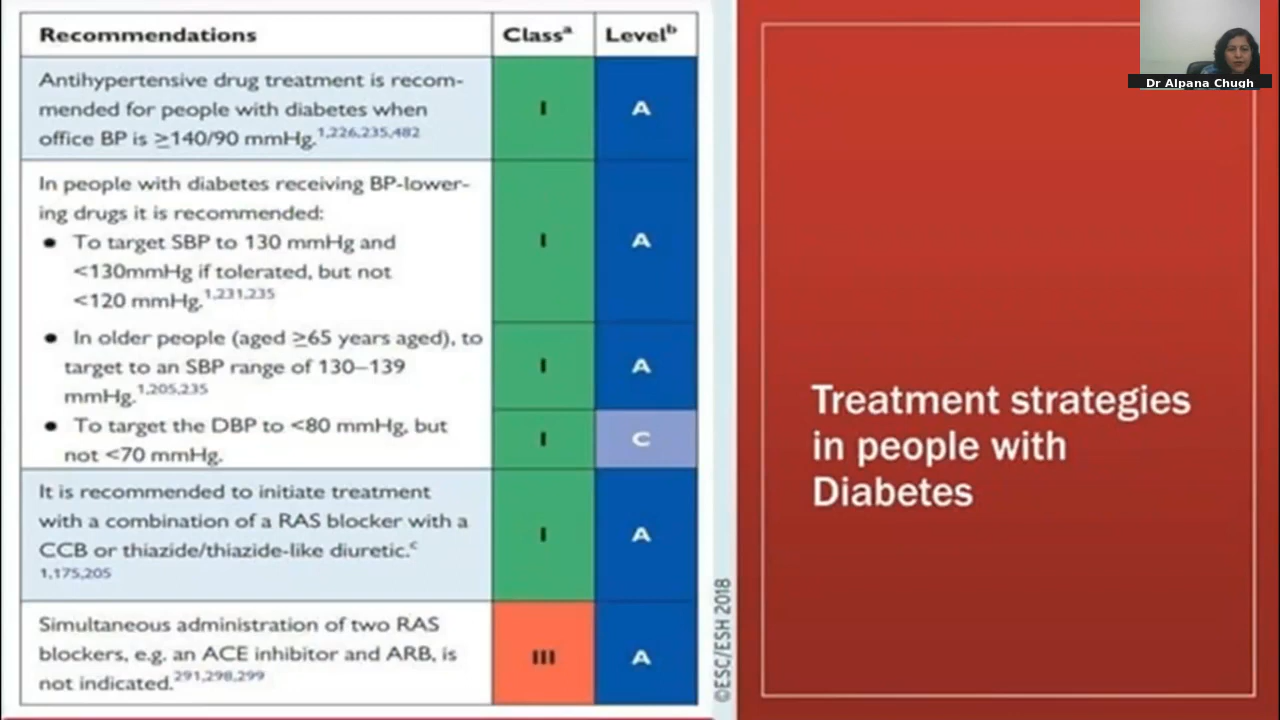 Recommendations Classᵃ Levelᵇ
Antihypertensive drug treatment is recom-
mended for people with diabetes when
office BP is ≥140/90 mmHg.1,226,235,482
I A
In people with diabetes receiving BP-lower-
ing drugs it is recommended:
● To target SBP to 130 mmHg and
<130mmHg if tolerated, but not
<120 mmHg.1,231,235
I A
● In older people (aged ≥65 years aged), to
target to an SBP range of 130–139
mmHg.1,205,235
I A
● To target the DBP to <80 mmHg, but
not <70 mmHg.
I C
It is recommended to initiate treatment
with a combination of a RAS blocker with a
CCB or thiazide/thiazide-like diuretic.ᶜ
1,175,205
I A
Simultaneous administration of two RAS
blockers, e.g. an ACE inhibitor and ARB, is
not indicated.291,298,299
III A
©ESC/ESH 2018
Treatment strategies
in people with
Diabetes
Dr Alpana Chugh